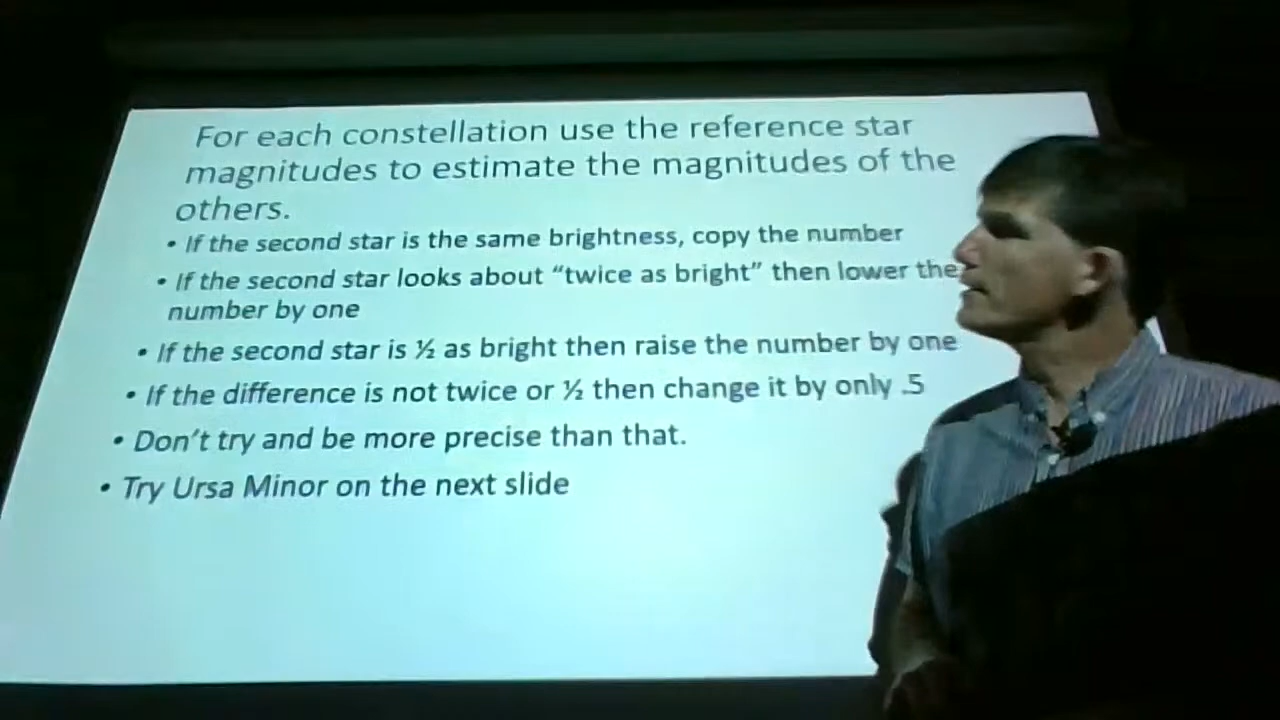 For each constellation use the reference star
magnitudes to estimate the magnitudes of the
others.
• If the second star is the same brightness, copy the number
• If the second star looks about “twice as bright” then lower the
number by one
• If the second star is ½ as bright then raise the number by one
• If the difference is not twice or ½ then change it by only .5
• Don’t try and be more precise than that.
• Try Ursa Minor on the next slide